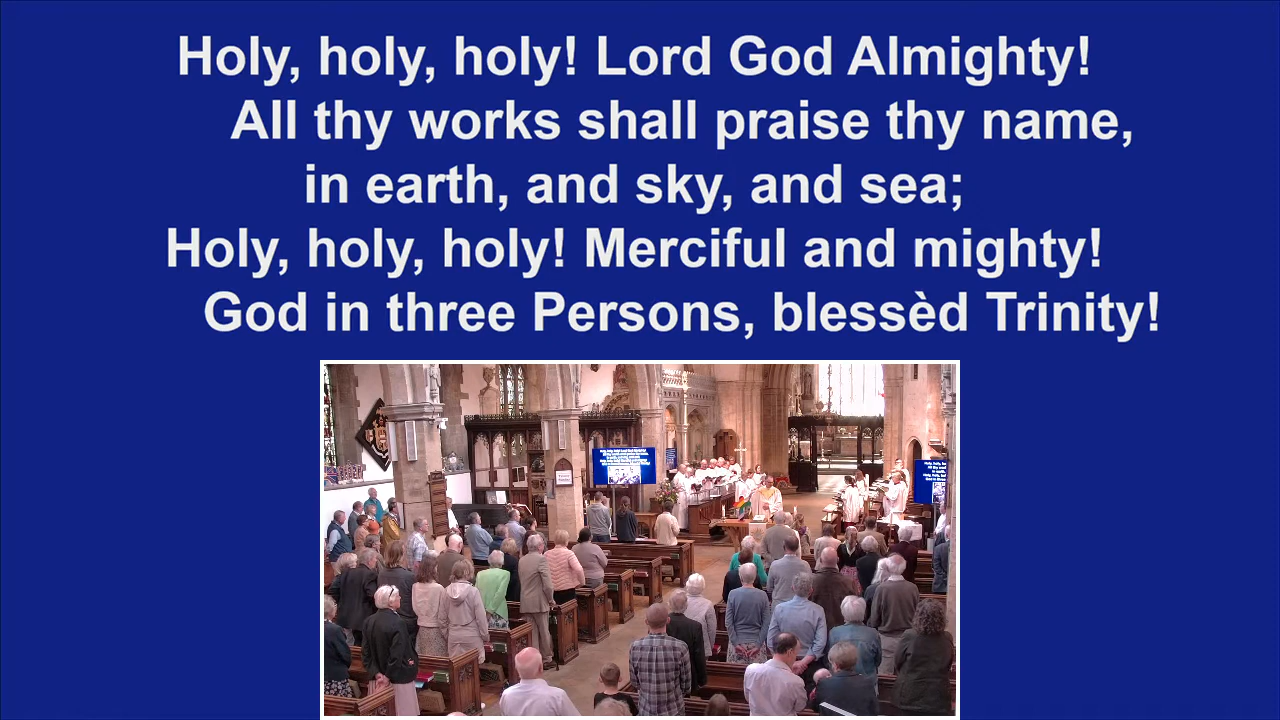 Holy, holy, holy! Lord God Almighty!
All thy works shall praise thy name,
in earth, and sky, and sea;
Holy, holy, holy! Merciful and mighty!
God in three Persons, blessèd Trinity!